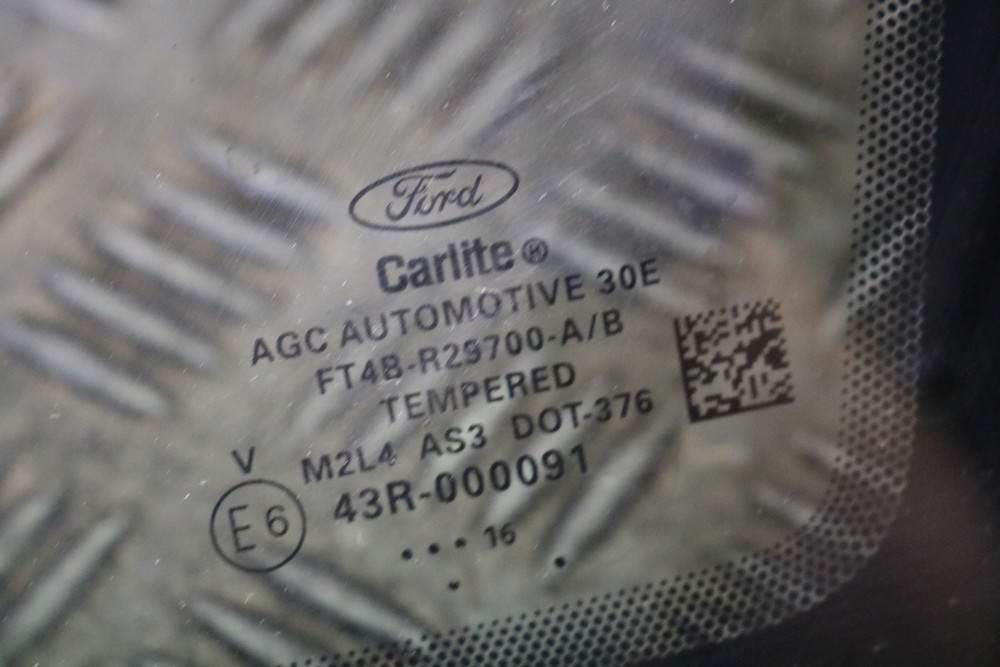 Ford
Carlite®
AGC AUTOMOTIVE 30E
FT4B-R29700-A/B
TEMPERED
M2L4 AS3 DOT-376
V
43R-000091
E6
••• 16